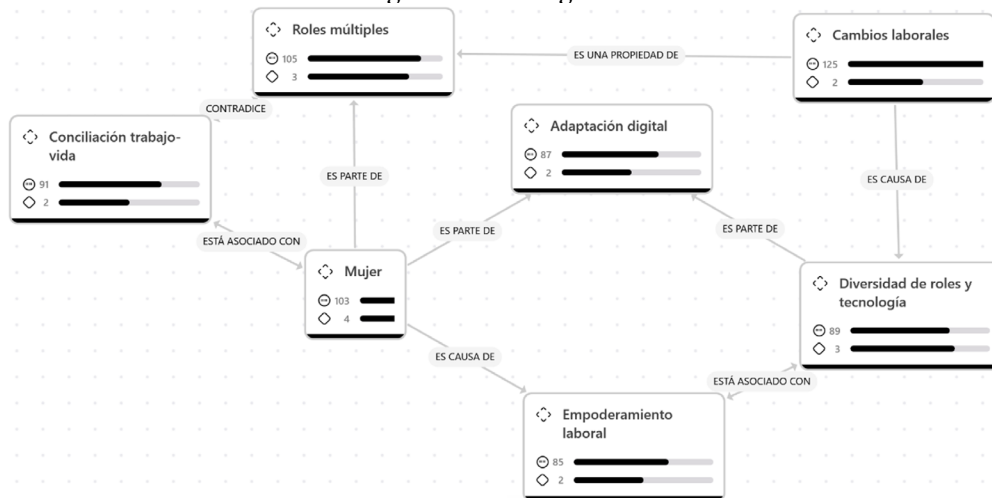 Roles múltiples
105
3
ES UNA PROPIEDAD DE
Cambios laborales
125
2
CONTRADICE
Conciliación trabajo-
vida
91
2
Adaptación digital
87
2
ES PARTE DE
ES CAUSA DE
ES PARTE DE
ES PARTE DE
ESTÁ ASOCIADO CON
Mujer
103
4
Diversidad de roles y
tecnología
89
3
ES CAUSA DE
ESTÁ ASOCIADO CON
Empoderamiento
laboral
85
2